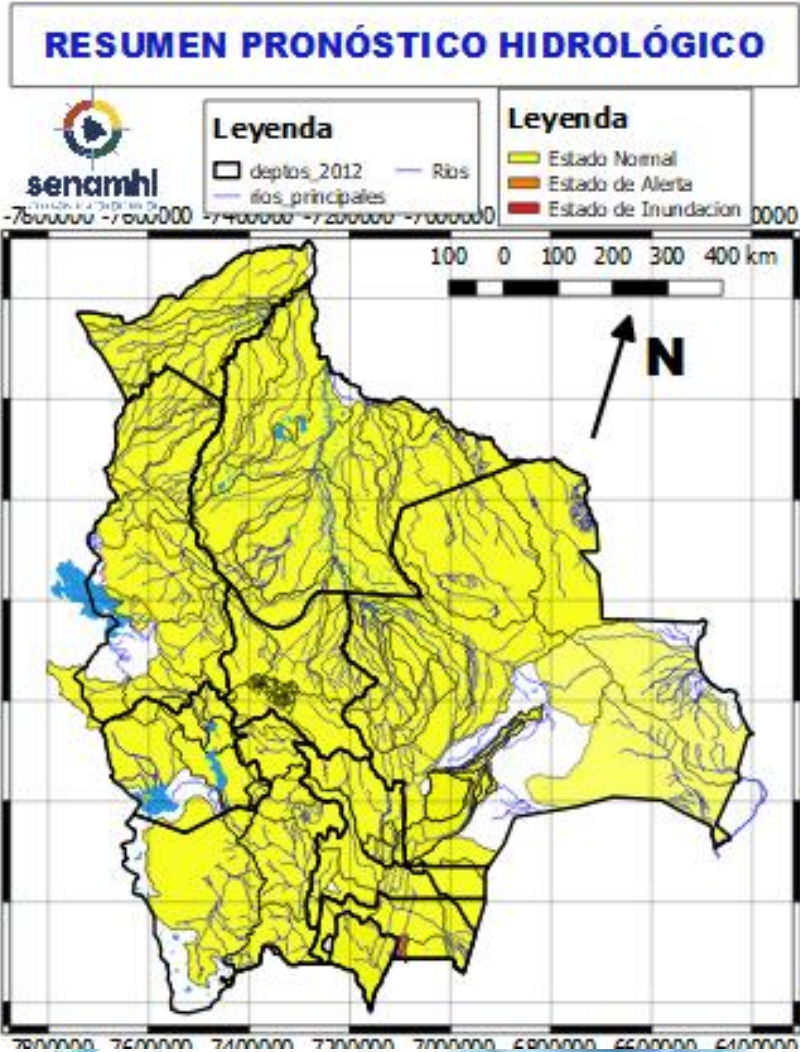 RESUMEN PRONÓSTICO HIDROLÓGICO
senamhi
Leyenda
deptos_2012
Rios
rios_principales
Leyenda
Estado Normal
Estado de Alerta
Estado de Inundacion
-7800000 -7600000 -7400000 -7200000 -7000000
100 0 100 200 300 400 km
N